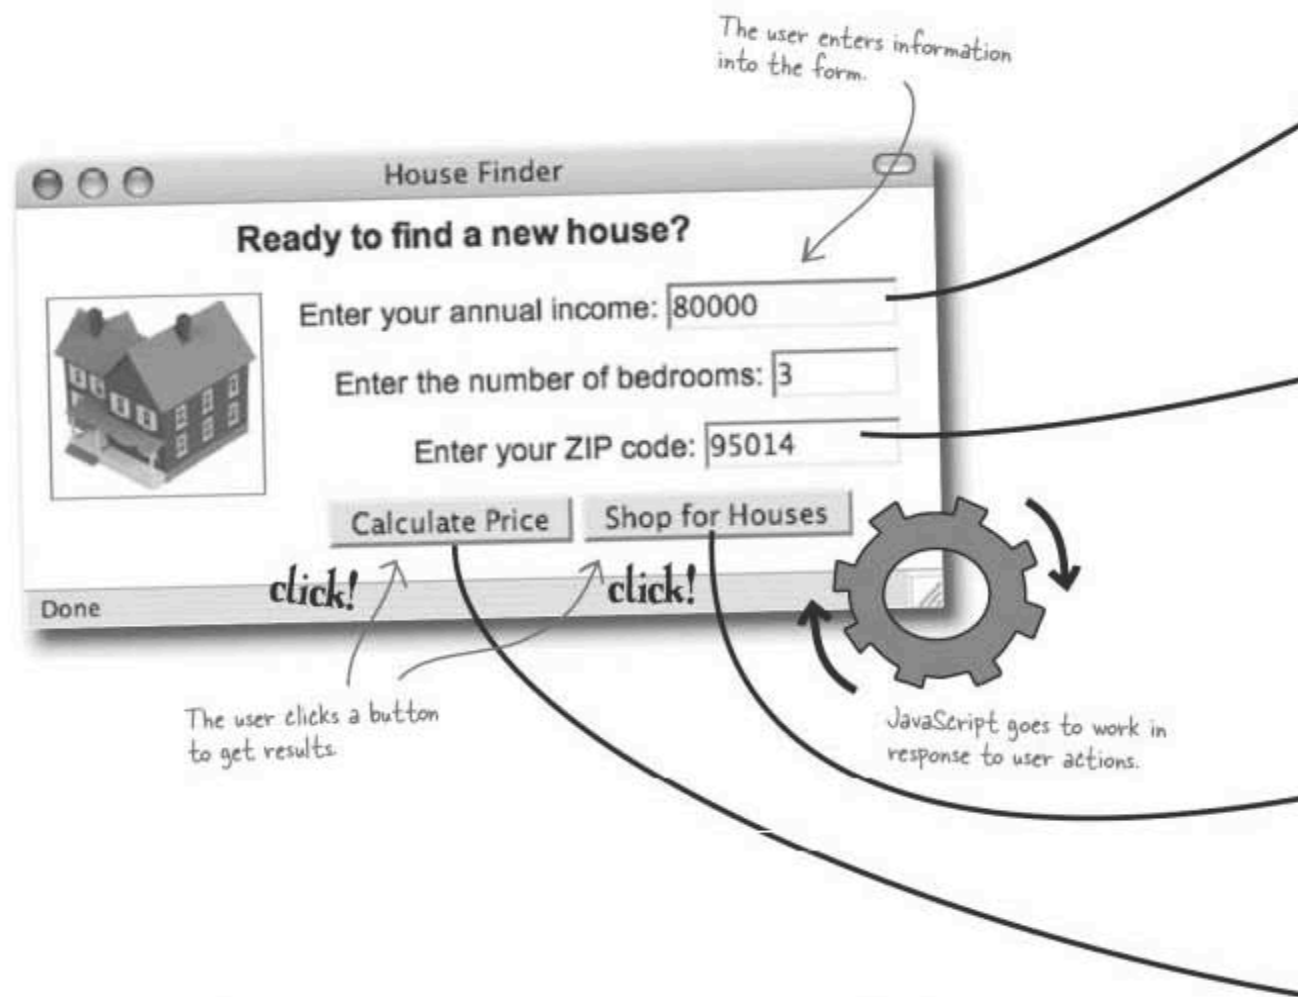 The user enters information
into the form.
House Finder
Ready to find a new house?
Enter your annual income: 80000
Enter the number of bedrooms: 3
Enter your ZIP code: 95014
Calculate Price Shop for Houses
click! click!
Done
The user clicks a button
to get results.
JavaScript goes to work in
response to user actions.